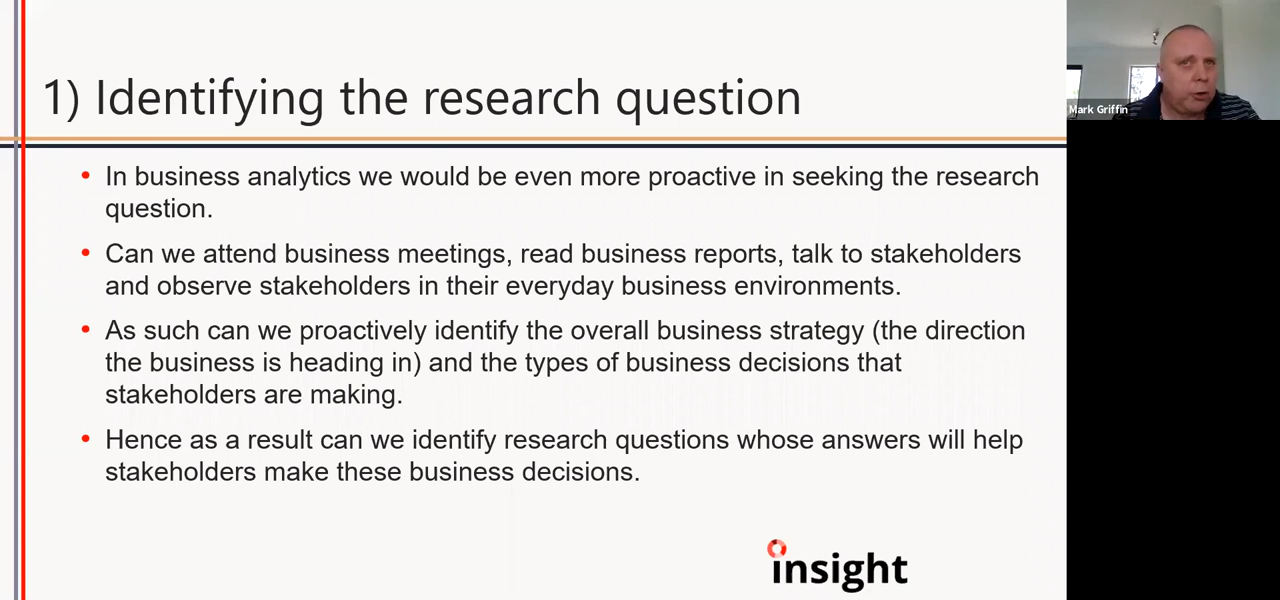 1) Identifying the research question
Mark Griffin
In business analytics we would be even more proactive in seeking the research
question.
Can we attend business meetings, read business reports, talk to stakeholders
and observe stakeholders in their everyday business environments.
As such can we proactively identify the overall business strategy (the direction
the business is heading in) and the types of business decisions that
stakeholders are making.
Hence as a result can we identify research questions whose answers will help
stakeholders make these business decisions.
insight